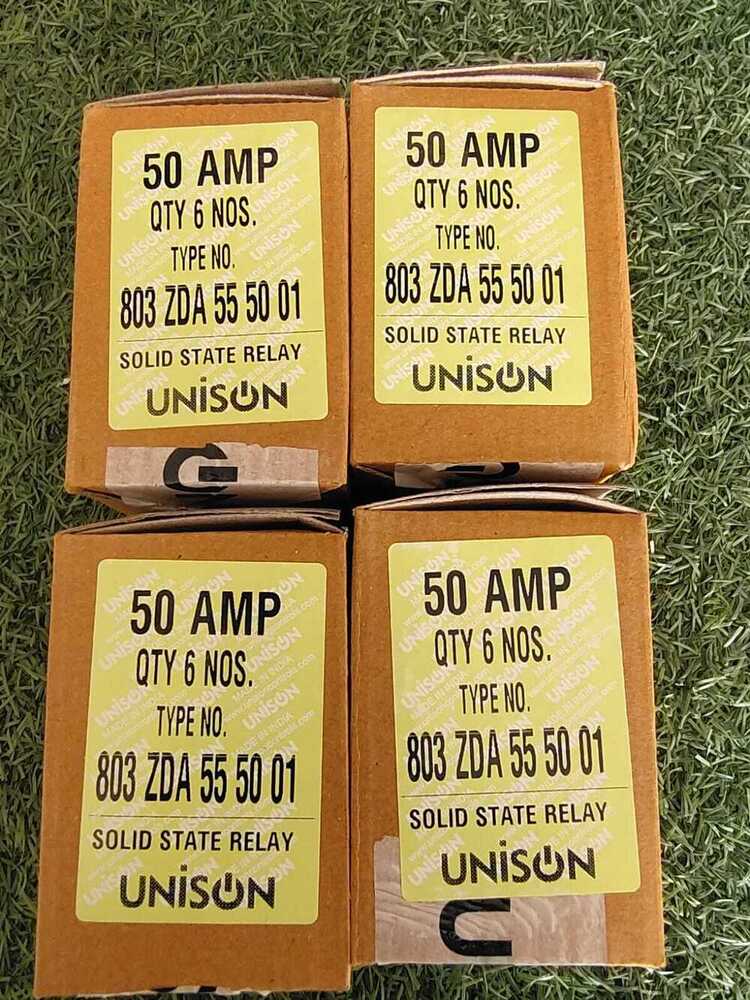 50 AMP
QTY 6 NOS.
TYPE NO.
803 ZDA 55 50 01
SOLID STATE RELAY
UNiSON
50 AMP
QTY 6 NOS.
TYPE NO.
803 ZDA 55 50 01
SOLID STATE RELAY
UNiSON
50 AMP
QTY 6 NOS.
TYPE NO.
803 ZDA 55 50 01
SOLID STATE RELAY
UNiSON
50 AMP
QTY 6 NOS.
TYPE NO.
803 ZDA 55 50 01
SOLID STATE RELAY
UNiSON